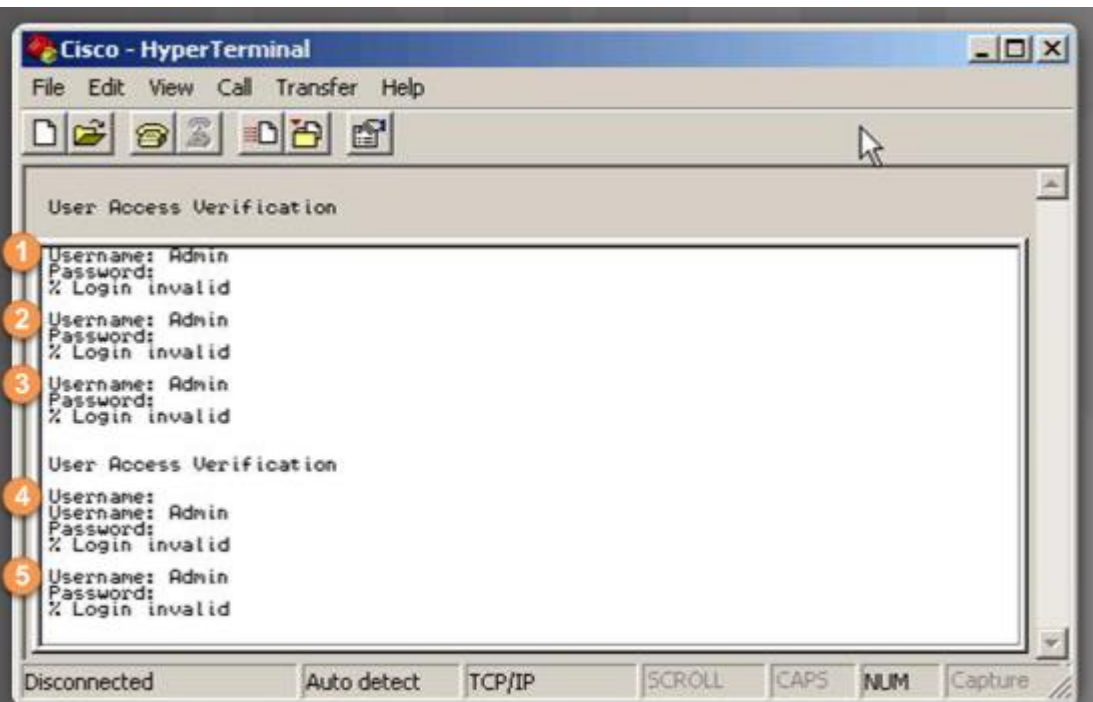 Cisco - HyperTerminal
File Edit View Call Transfer Help
User Access Verification
1
Username: Admin
Password:
% Login invalid
2
Username: Admin
Password:
% Login invalid
3
Username: Admin
Password:
% Login invalid
User Access Verification
4
Username:
Username: Admin
Password:
% Login invalid
5
Username: Admin
Password:
% Login invalid
Disconnected Auto detect TCP/IP SCROLL CAPS NUM Capture